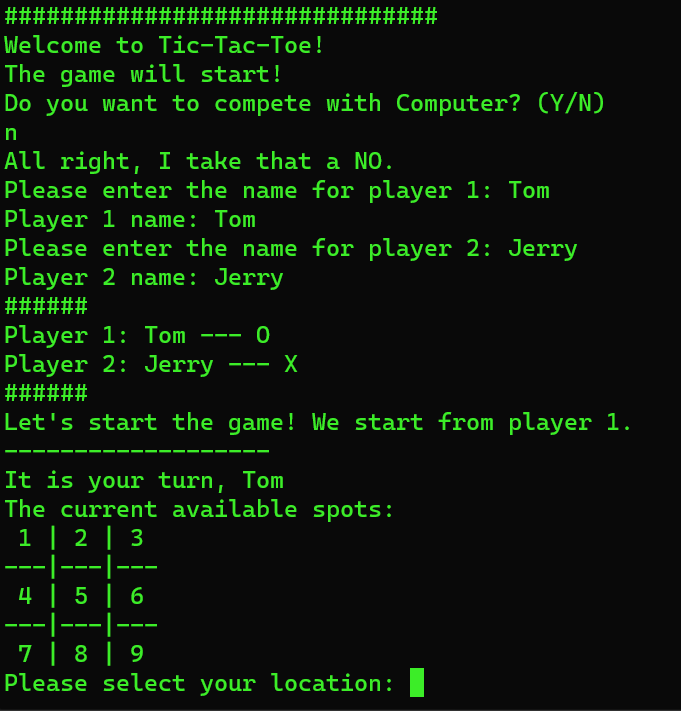 ###############################
Welcome to Tic-Tac-Toe!
The game will start!
Do you want to compete with Computer? (Y/N)
n
All right, I take that a NO.
Please enter the name for player 1: Tom
Player 1 name: Tom
Please enter the name for player 2: Jerry
Player 2 name: Jerry
######
Player 1: Tom --- O
Player 2: Jerry --- X
######
Let's start the game! We start from player 1.
-------------------
It is your turn, Tom
The current available spots:
 1 | 2 | 3
---|---|---
 4 | 5 | 6
---|---|---
 7 | 8 | 9
Please select your location: